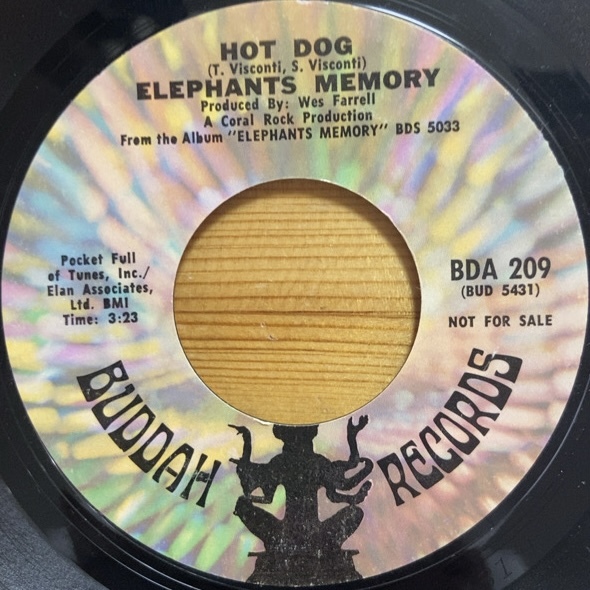 HOT DOG
(T. Visconti, S. Visconti)
ELEPHANTS MEMORY
Produced By: Wes Farrell
A Coral Rock Production
From the Album "ELEPHANTS MEMORY" BDS 5033
Pocket Full
of Tunes, Inc./
Elan Associates,
Ltd. BMI
Time: 3:23
BDA 209
(BUD 5431)
NOT FOR SALE
BUDDAH RECORDS
1